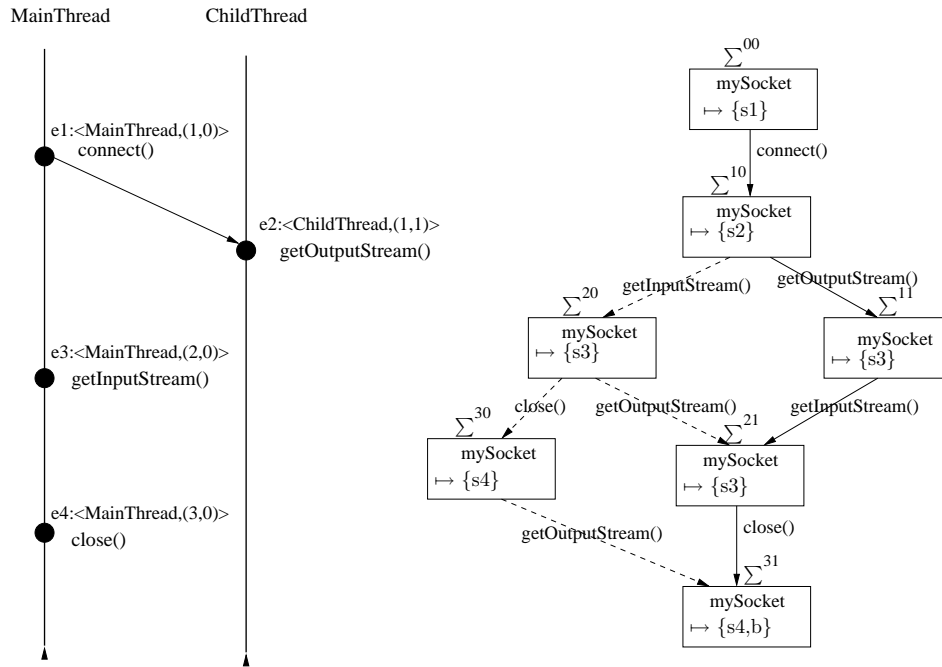 MainThread
ChildThread
e1:<MainThread,(1,0)>
connect()
e2:<ChildThread,(1,1)>
getOutputStream()
e3:<MainThread,(2,0)>
getInputStream()
e4:<MainThread,(3,0)>
close()
∑00
mySocket
↦ {s1}
connect()
∑10
mySocket
↦ {s2}
getInputStream()
getOutputStream()
∑20
mySocket
↦ {s3}
∑11
mySocket
↦ {s3}
close()
getOutputStream()
getInputStream()
∑30
mySocket
↦ {s4}
∑21
mySocket
↦ {s3}
getOutputStream()
close()
∑31
mySocket
↦ {s4,b}